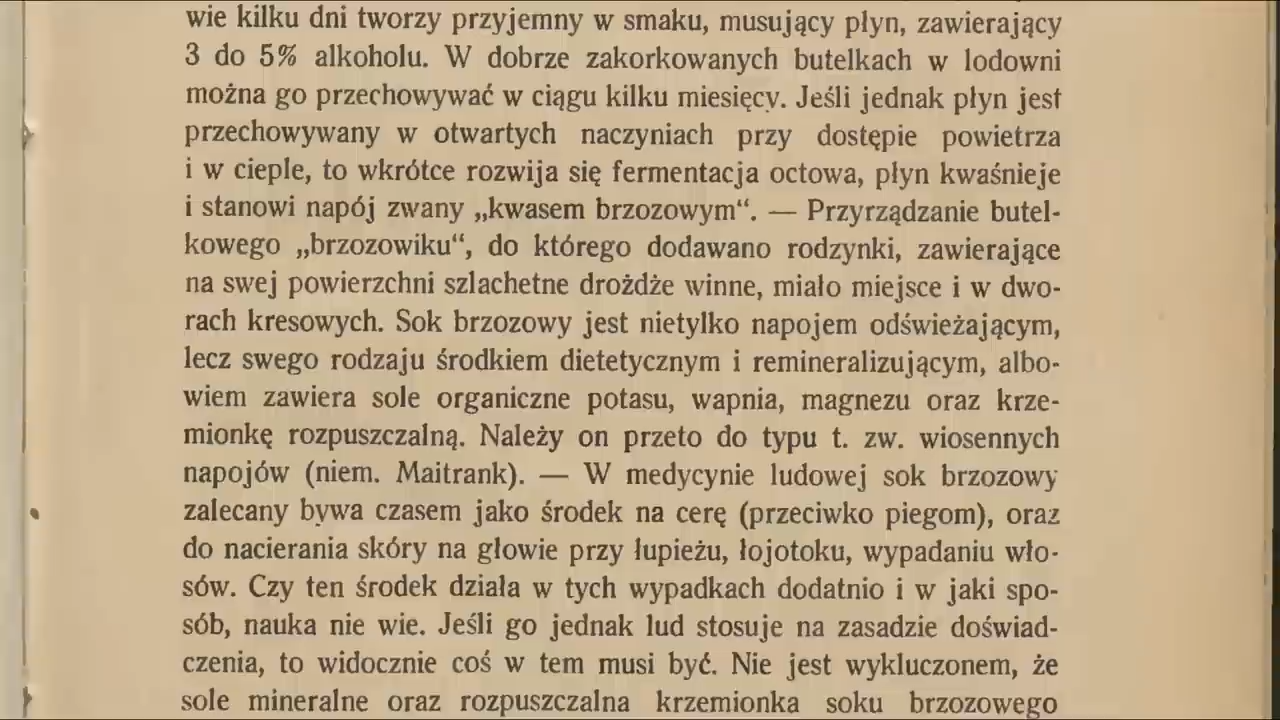 wie kilku dni tworzy przyjemny w smaku, musujący płyn, zawierający
3 do 5% alkoholu. W dobrze zakorkowanych butelkach w lodowni
można go przechowywać w ciągu kilku miesięcy. Jeśli jednak płyn jest
przechowywany w otwartych naczyniach przy dostępie powietrza
i w cieple, to wkrótce rozwija się fermentacja octowa, płyn kwaśnieje
i stanowi napój zwany „kwasem brzozowym“. — Przyrządzanie butel-
kowego „brzozowiku“, do którego dodawano rodzynki, zawierające
na swej powierzchni szlachetne drożdże winne, miało miejsce i w dwo-
rach kresowych. Sok brzozowy jest nietylko napojem odświeżającym,
lecz swego rodzaju środkiem dietetycznym i remineralizującym, albo-
wiem zawiera sole organiczne potasu, wapnia, magnezu oraz krze-
mionkę rozpuszczalną. Należy on przeto do typu t. zw. wiosennych
napojów (niem. Maitrank). — W medycynie ludowej sok brzozowy
zalecany bywa czasem jako środek na cerę (przeciwko piegom), oraz
do nacierania skóry na głowie przy łupieżu, łojotoku, wypadaniu wło-
sów. Czy ten środek działa w tych wypadkach dodatnio i w jaki spo-
sób, nauka nie wie. Jeśli go jednak lud stosuje na zasadzie doświad-
czenia, to widocznie coś w tem musi być. Nie jest wykluczonem, że
sole mineralne oraz rozpuszczalna krzemionka soku brzozowego